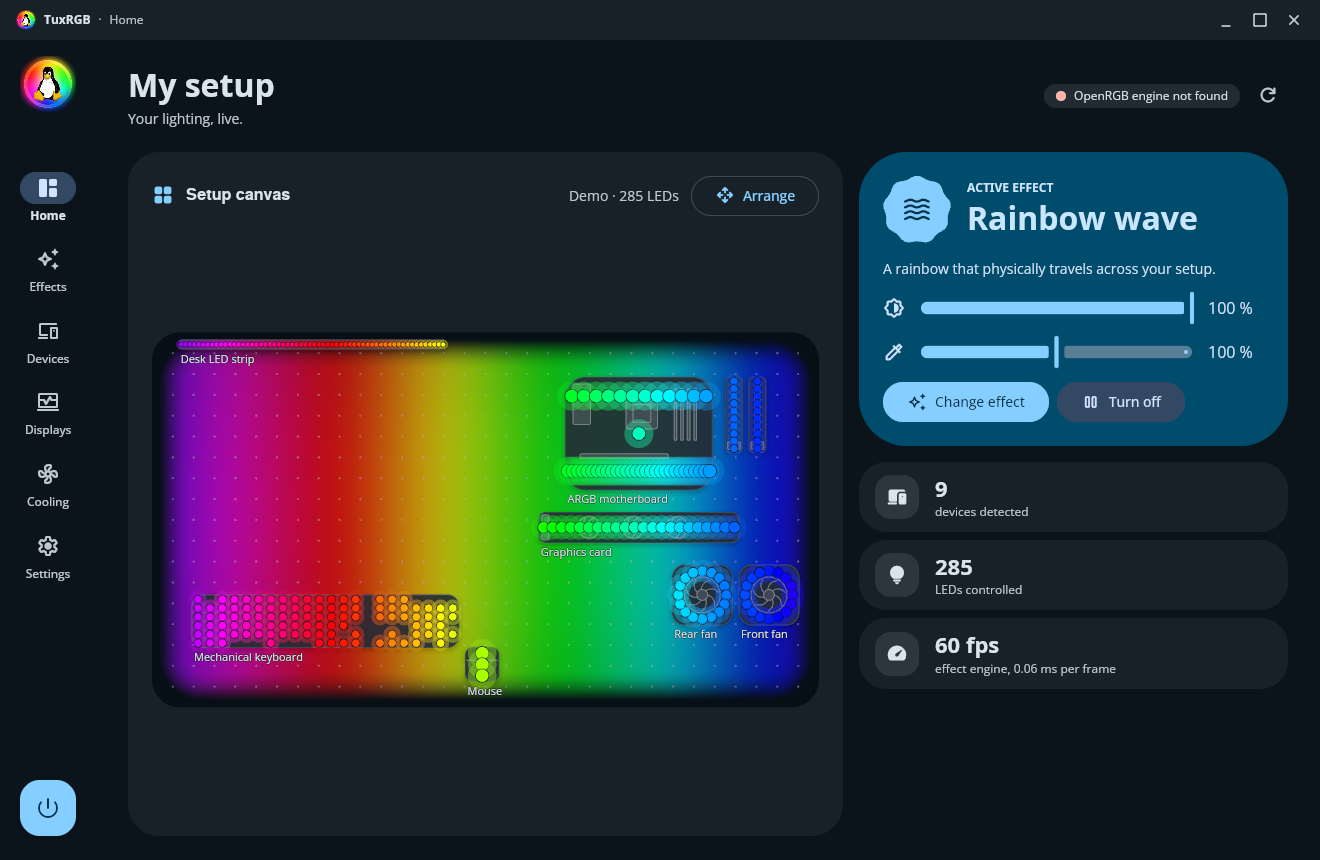 TuxRGB · Home
My setup
Your lighting, live.
OpenRGB engine not found
Home
Effects
Devices
Displays
Cooling
Settings
Setup canvas
Demo · 285 LEDs
Arrange
Desk LED strip
ARGB motherboard
Graphics card
Rear fan
Front fan
Mechanical keyboard
Mouse
ACTIVE EFFECT
Rainbow wave
A rainbow that physically travels across your setup.
100 %
100 %
Change effect
Turn off
9
devices detected
285
LEDs controlled
60 fps
effect engine, 0.06 ms per frame